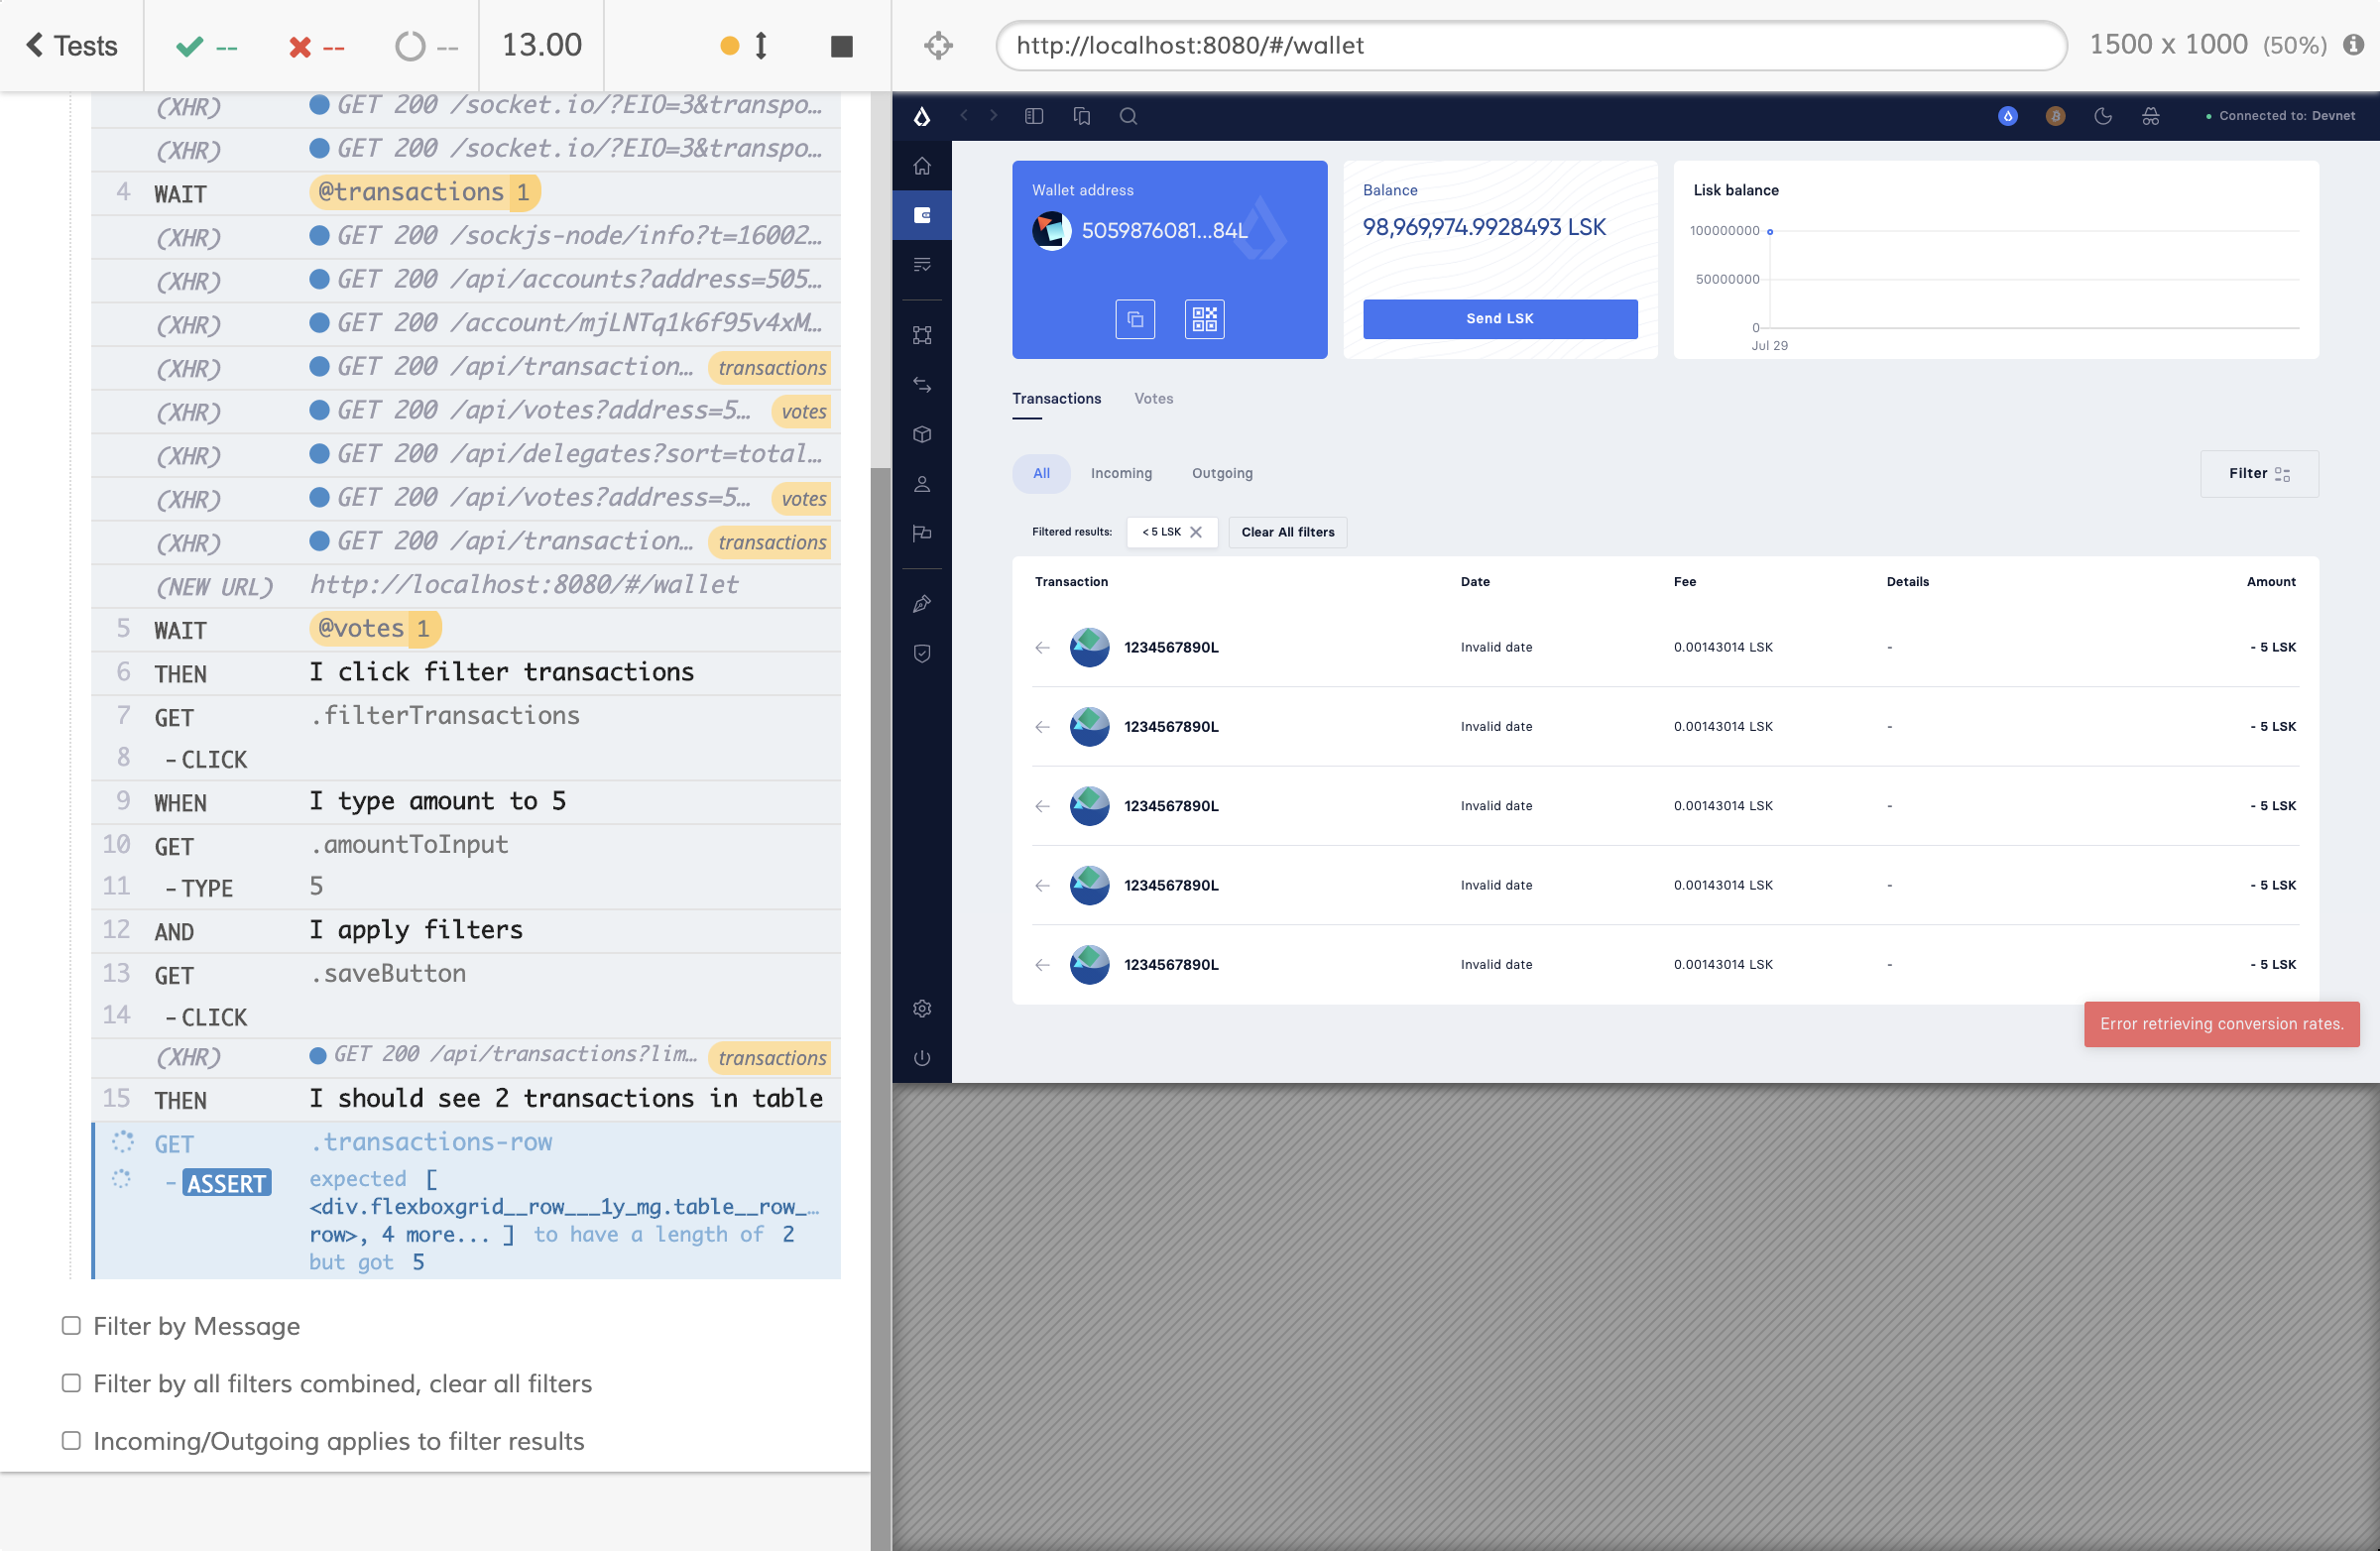 Tests
--
--
--
13.00
http://localhost:8080/#/wallet
1500 x 1000 (50%)
(XHR) GET 200 /socket.io/?EIO=3&transpo...
(XHR) GET 200 /socket.io/?EIO=3&transpo...
4 WAIT @transactions 1
(XHR) GET 200 /sockjs-node/info?t=16002...
(XHR) GET 200 /api/accounts?address=505...
(XHR) GET 200 /account/mjLNTq1k6f95v4xM...
(XHR) GET 200 /api/transaction... transactions
(XHR) GET 200 /api/votes?address=5... votes
(XHR) GET 200 /api/delegates?sort=total...
(XHR) GET 200 /api/votes?address=5... votes
(XHR) GET 200 /api/transaction... transactions
(NEW URL) http://localhost:8080/#/wallet
5 WAIT @votes 1
6 THEN I click filter transactions
7 GET .filterTransactions
8 -CLICK
9 WHEN I type amount to 5
10 GET .amountToInput
11 -TYPE 5
12 AND I apply filters
13 GET .saveButton
14 -CLICK
(XHR) GET 200 /api/transactions?lim... transactions
15 THEN I should see 2 transactions in table
GET .transactions-row
-ASSERT expected [
<div.flexboxgrid__row___1y_mg.table__row_...
row>, 4 more... ] to have a length of 2
but got 5
Filter by Message
Filter by all filters combined, clear all filters
Incoming/Outgoing applies to filter results
Connected to: Devnet
Wallet address
5059876081...84L
Balance
98,969,974.9928493 LSK
Send LSK
Lisk balance
100000000
50000000
0
Jul 29
Transactions Votes
All Incoming Outgoing
Filter
Filtered results: < 5 LSK Clear All filters
Transaction Date Fee Details Amount
1234567890L Invalid date 0.00143014 LSK - - 5 LSK
1234567890L Invalid date 0.00143014 LSK - - 5 LSK
1234567890L Invalid date 0.00143014 LSK - - 5 LSK
1234567890L Invalid date 0.00143014 LSK - - 5 LSK
1234567890L Invalid date 0.00143014 LSK - - 5 LSK
Error retrieving conversion rates.